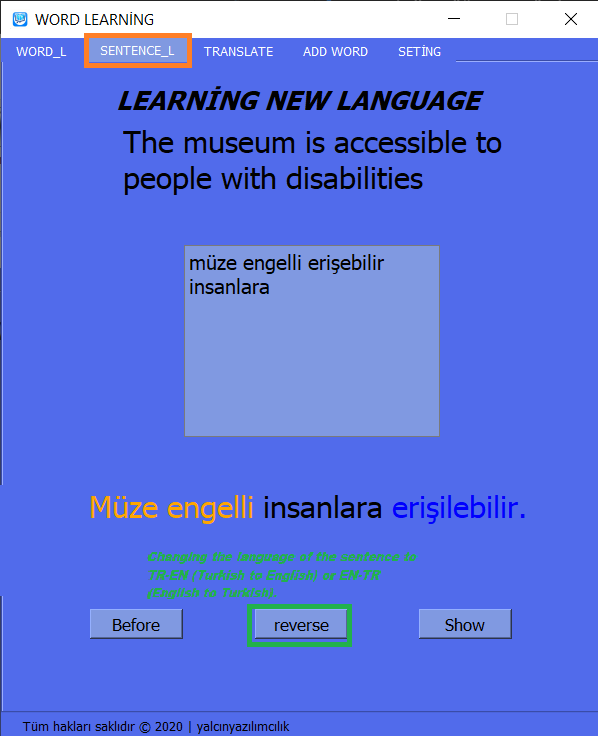 WORD LEARNİNG
WORD_L SENTENCE_L TRANSLATE ADD WORD SETİNG
LEARNİNG NEW LANGUAGE
The museum is accessible to
people with disabilities
müze engelli erişebilir
insanlara
Müze engelli insanlara erişilebilir.
Changing the language of the sentence to
TR-EN (Turkish to English) or EN-TR
(English to Turkish).
Before reverse Show
Tüm hakları saklıdır © 2020 | yalcınyazılımcılık